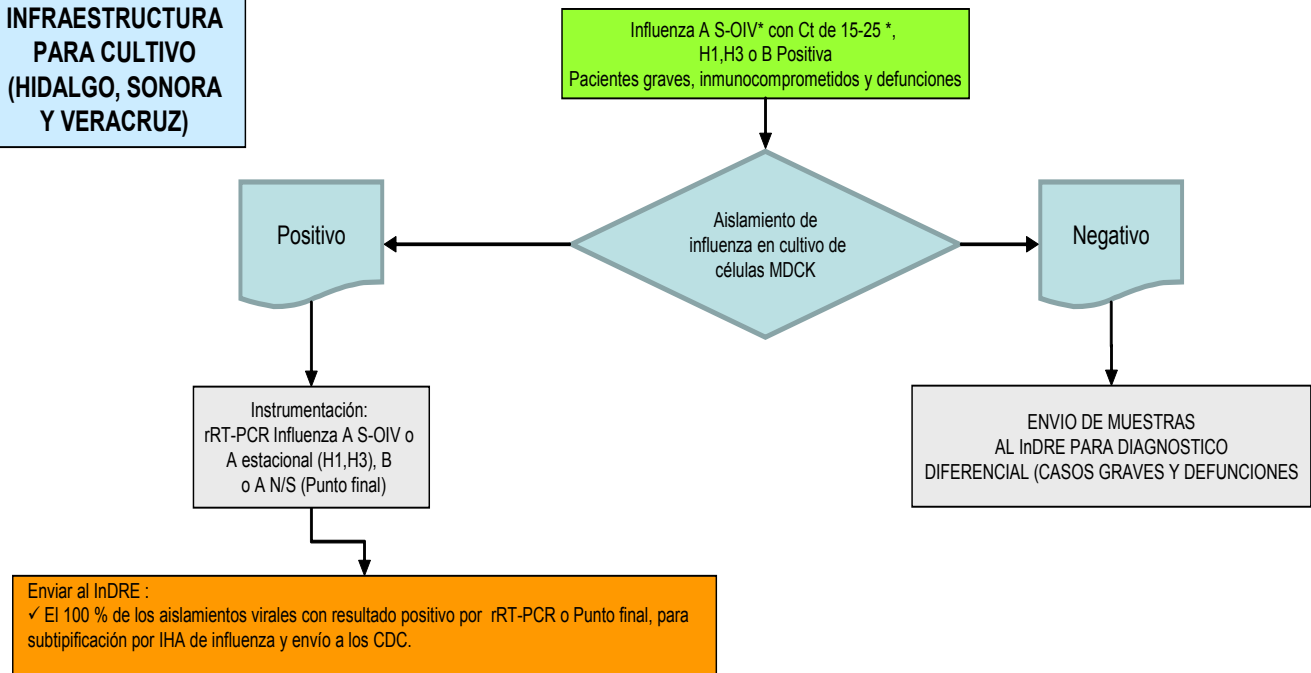 INFRAESTRUCTURA
PARA CULTIVO
(HIDALGO, SONORA
Y VERACRUZ)
Influenza A S-OIV* con Ct de 15-25 *,
H1,H3 o B Positiva
Pacientes graves, inmunocomprometidos y defunciones
Positivo
Aislamiento de
influenza en cultivo de
células MDCK
Negativo
Instrumentación:
rRT-PCR Influenza A S-OIV o
A estacional (H1,H3), B
o A N/S (Punto final)
ENVIO DE MUESTRAS
AL InDRE PARA DIAGNOSTICO
DIFERENCIAL (CASOS GRAVES Y DEFUNCIONES
Enviar al InDRE :
✓ El 100 % de los aislamientos virales con resultado positivo por rRT-PCR o Punto final, para
subtipificación por IHA de influenza y envío a los CDC.